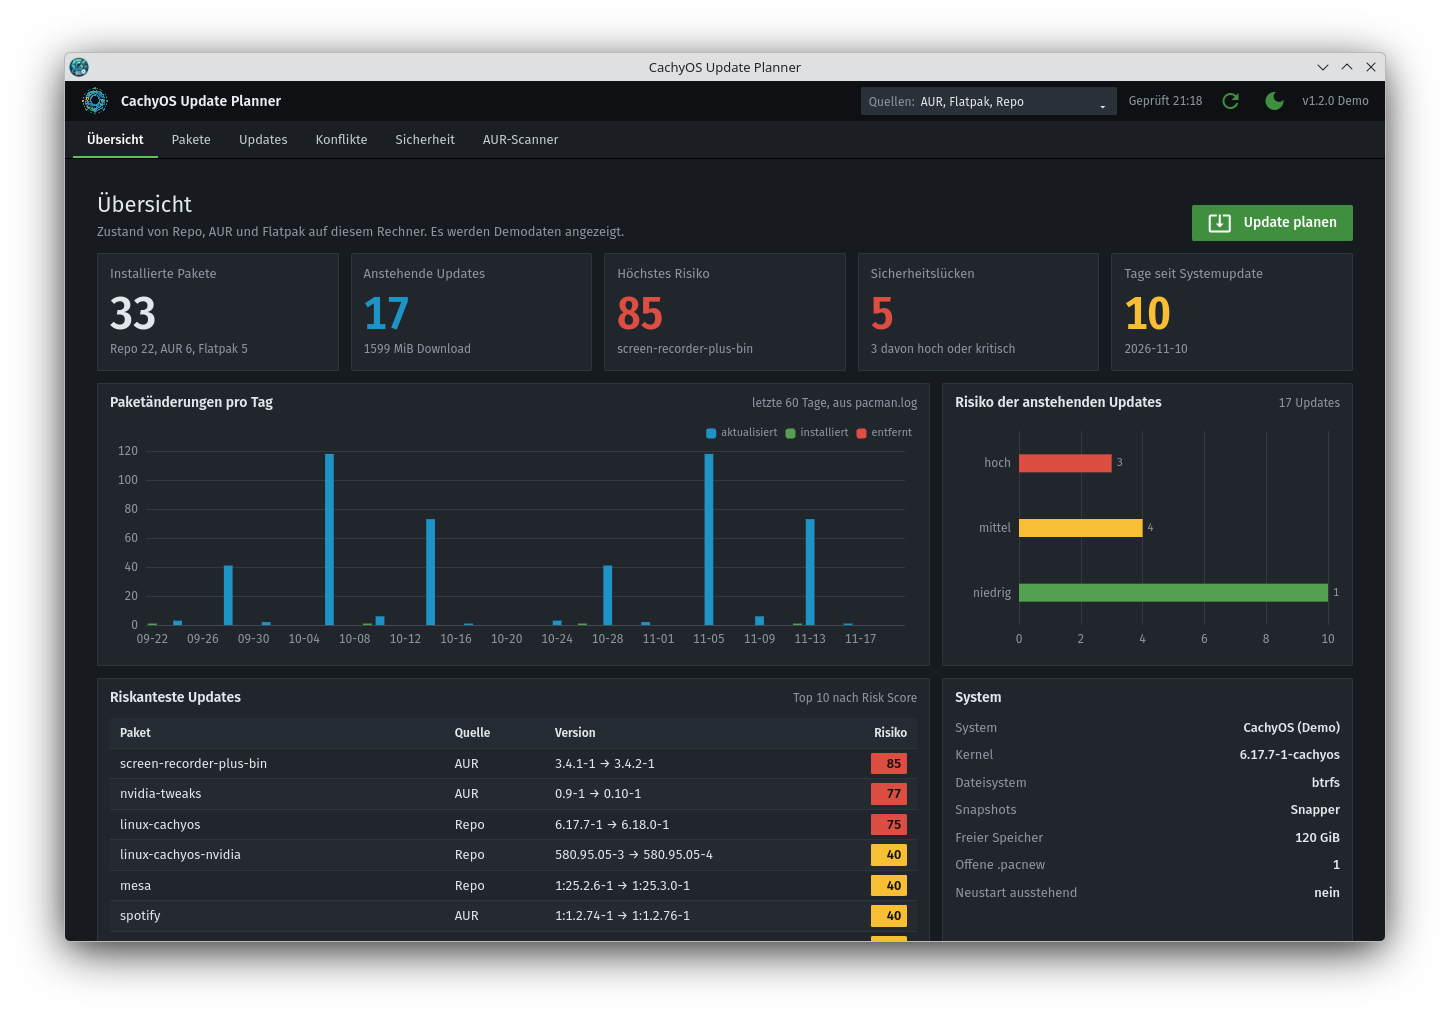 CachyOS Update Planner
CachyOS Update Planner
Quellen: AUR, Flatpak, Repo
Geprüft 21:18
v1.2.0 Demo
Übersicht Pakete Updates Konflikte Sicherheit AUR-Scanner
Übersicht
Zustand von Repo, AUR und Flatpak auf diesem Rechner. Es werden Demodaten angezeigt.
Update planen
Installierte Pakete
33
Repo 22, AUR 6, Flatpak 5
Anstehende Updates
17
1599 MiB Download
Höchstes Risiko
85
screen-recorder-plus-bin
Sicherheitslücken
5
3 davon hoch oder kritisch
Tage seit Systemupdate
10
2026-11-10
Paketänderungen pro Tag
letzte 60 Tage, aus pacman.log
aktualisiert installiert entfernt
120
100
80
60
40
20
0
09-22 09-26 09-30 10-04 10-08 10-12 10-16 10-20 10-24 10-28 11-01 11-05 11-09 11-13 11-17
Risiko der anstehenden Updates
17 Updates
hoch 3
mittel 4
niedrig 1
0 2 4 6 8 10
Riskanteste Updates
Top 10 nach Risk Score
Paket Quelle Version Risiko
screen-recorder-plus-bin AUR 3.4.1-1 → 3.4.2-1 85
nvidia-tweaks AUR 0.9-1 → 0.10-1 77
linux-cachyos Repo 6.17.7-1 → 6.18.0-1 75
linux-cachyos-nvidia Repo 580.95.05-3 → 580.95.05-4 40
mesa Repo 1:25.2.6-1 → 1:25.3.0-1 40
spotify AUR 1:1.2.74-1 → 1:1.2.76-1 40
System
System CachyOS (Demo)
Kernel 6.17.7-1-cachyos
Dateisystem btrfs
Snapshots Snapper
Freier Speicher 120 GiB
Offene .pacnew 1
Neustart ausstehend nein